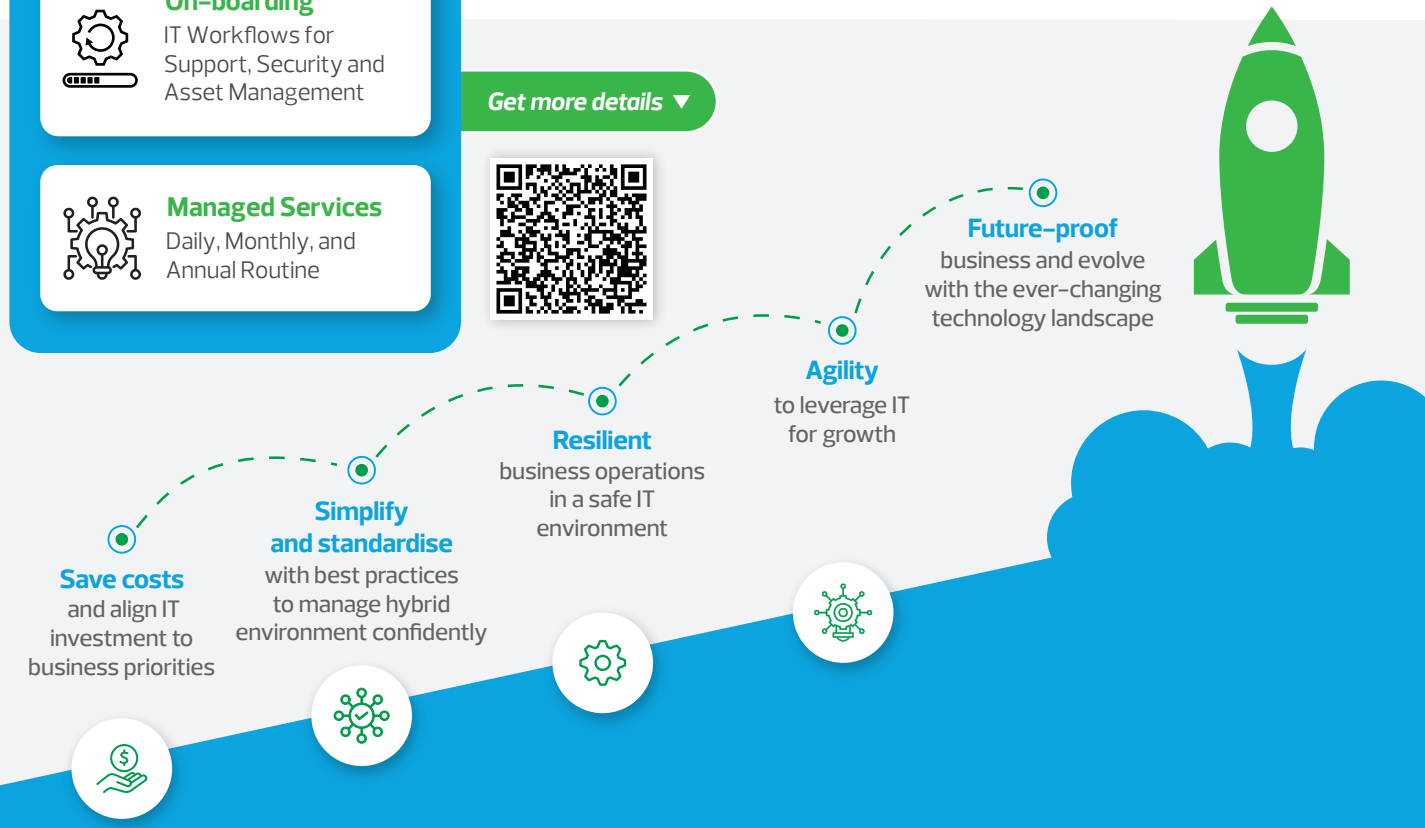 On-boarding
IT Workflows for
Support, Security and
Asset Management
Managed Services
Daily, Monthly, and
Annual Routine
Get more details
Save costs
and align IT
investment to
business priorities
Simplify
and standardise
with best practices
to manage hybrid
environment confidently
Resilient
business operations
in a safe IT
environment
Agility
to leverage IT
for growth
Future-proof
business and evolve
with the ever-changing
technology landscape
$